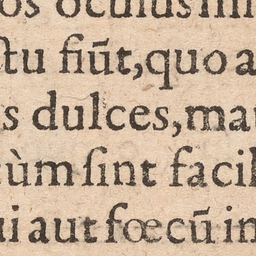 os oculus
ſtu fiũt, quo a
s dulces, ma
cùm ſint facil
ui aut fœcũ in